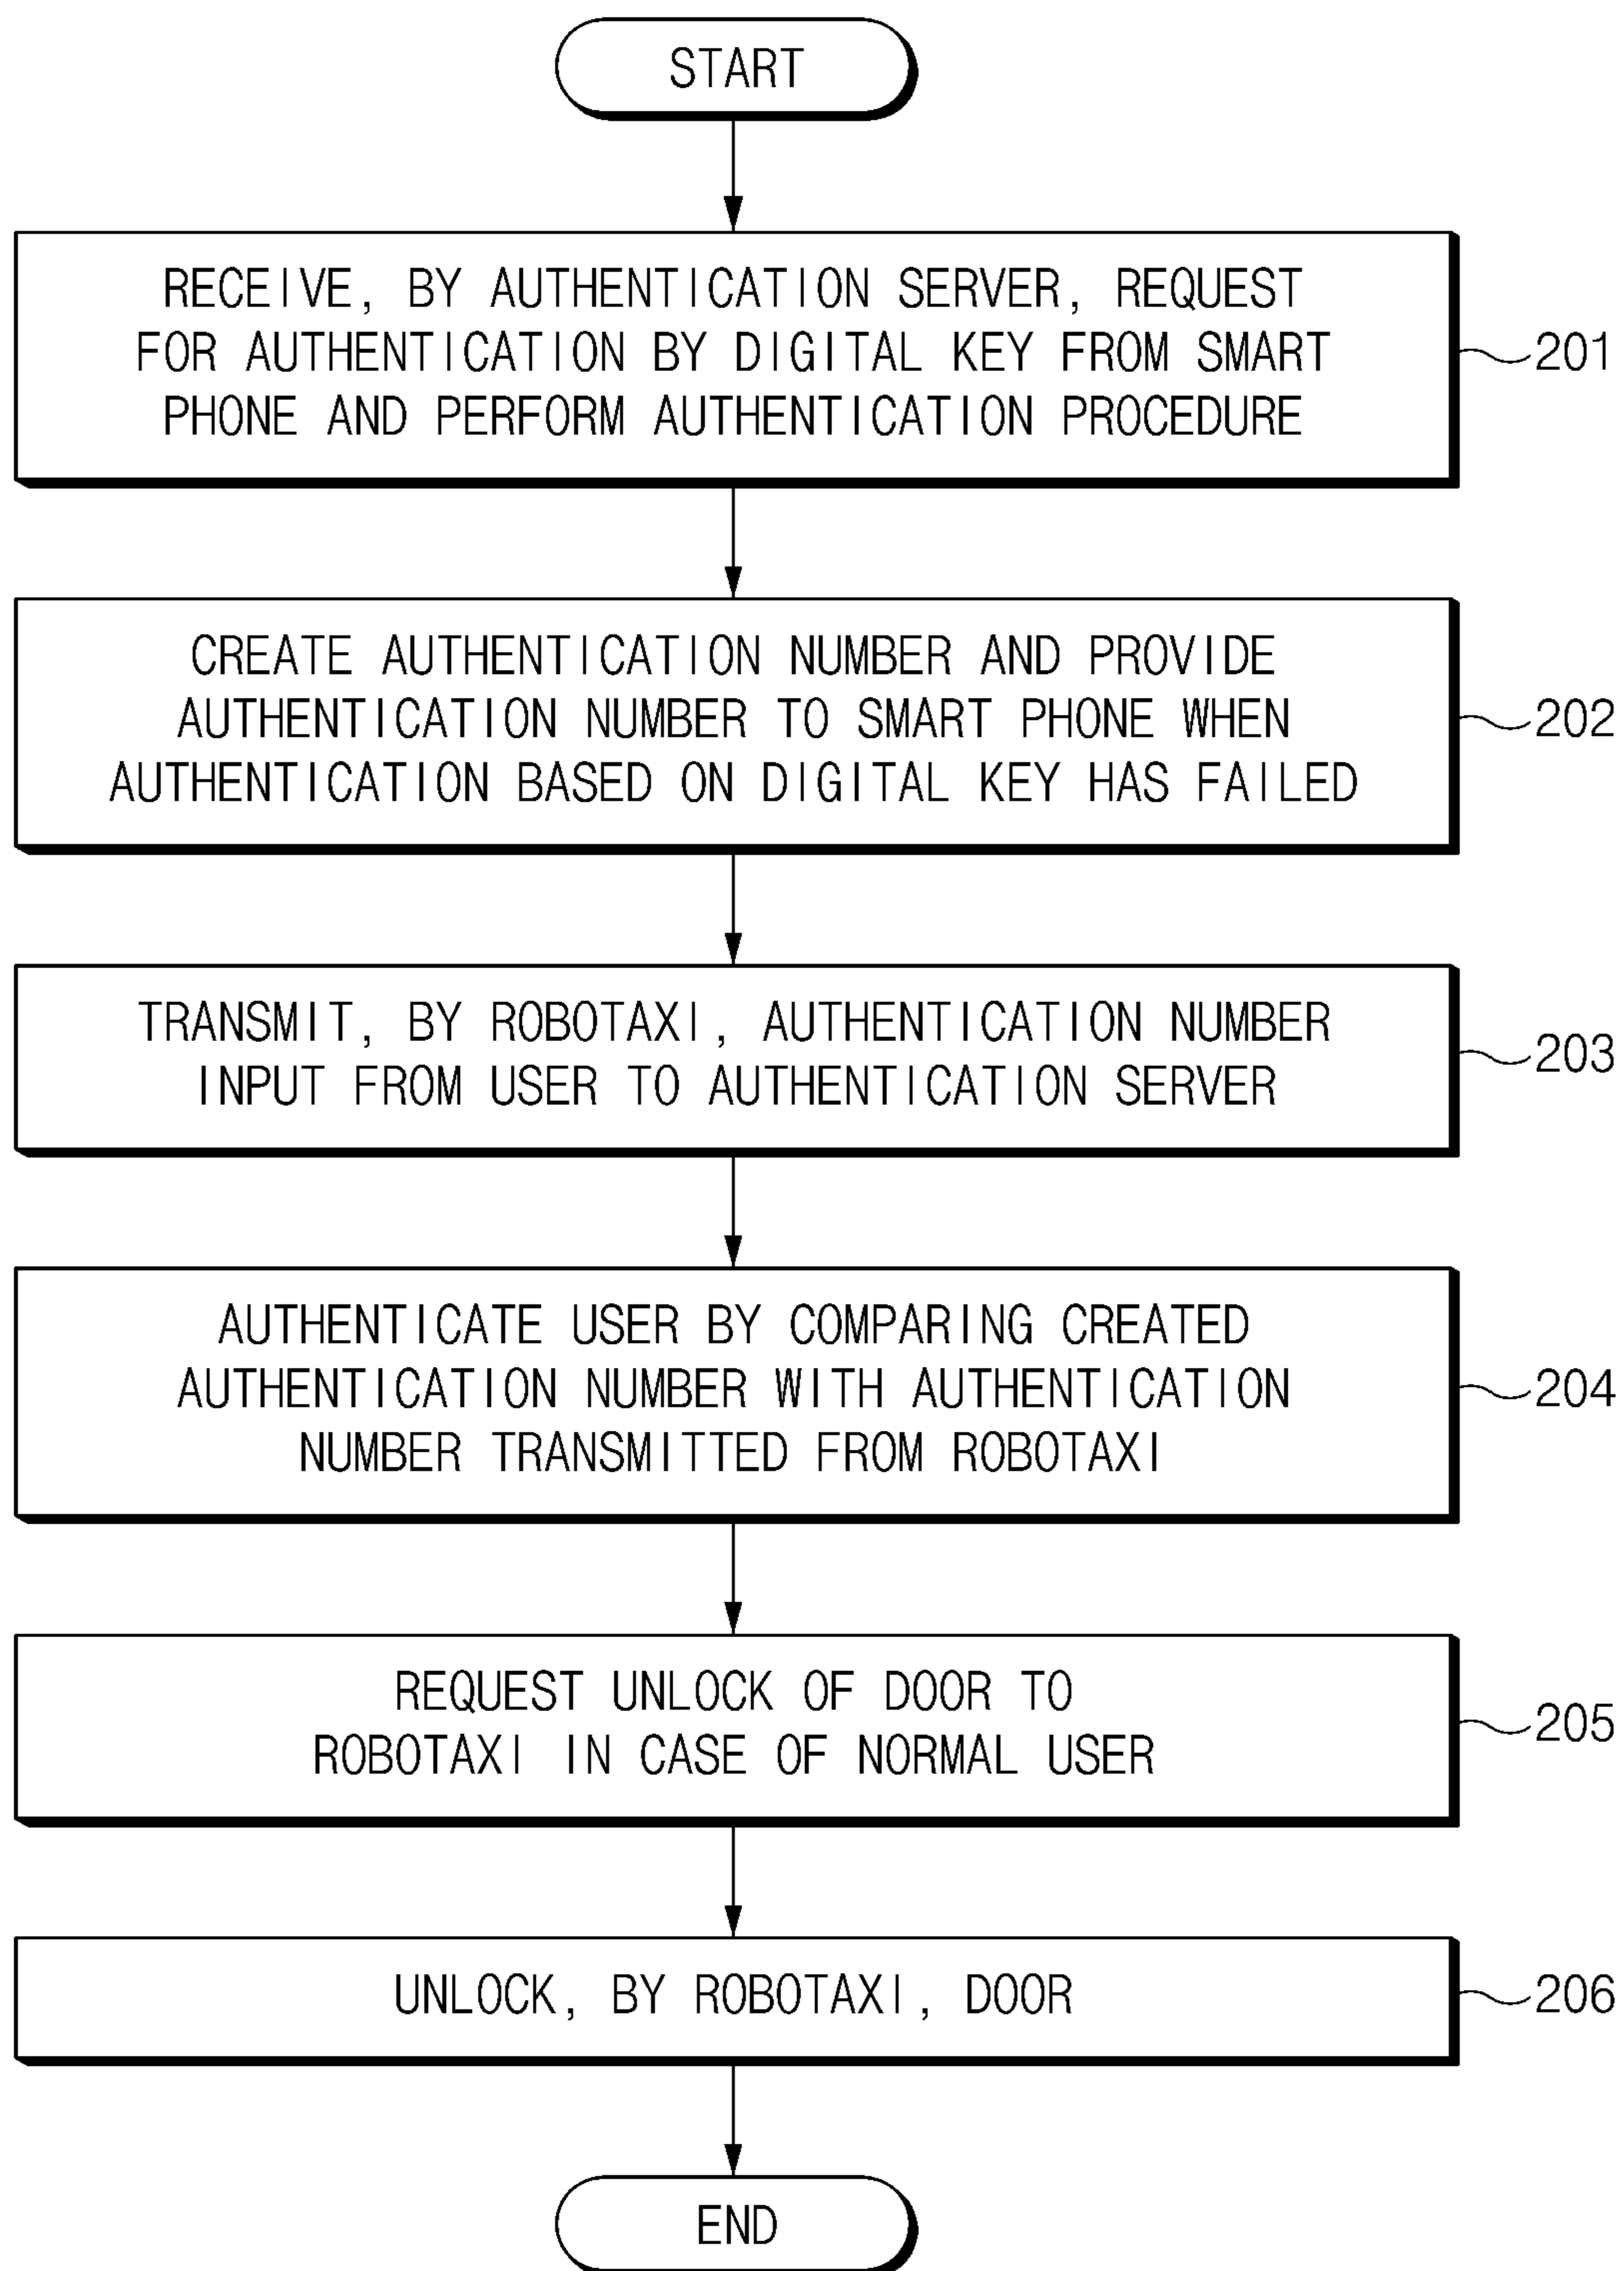 START
RECEIVE, BY AUTHENTICATION SERVER, REQUEST
FOR AUTHENTICATION BY DIGITAL KEY FROM SMART
PHONE AND PERFORM AUTHENTICATION PROCEDURE
201
CREATE AUTHENTICATION NUMBER AND PROVIDE
AUTHENTICATION NUMBER TO SMART PHONE WHEN
AUTHENTICATION BASED ON DIGITAL KEY HAS FAILED
202
TRANSMIT, BY ROBOTAXI, AUTHENTICATION NUMBER
INPUT FROM USER TO AUTHENTICATION SERVER
203
AUTHENTICATE USER BY COMPARING CREATED
AUTHENTICATION NUMBER WITH AUTHENTICATION
NUMBER TRANSMITTED FROM ROBOTAXI
204
REQUEST UNLOCK OF DOOR TO
ROBOTAXI IN CASE OF NORMAL USER
205
UNLOCK, BY ROBOTAXI, DOOR
206
END